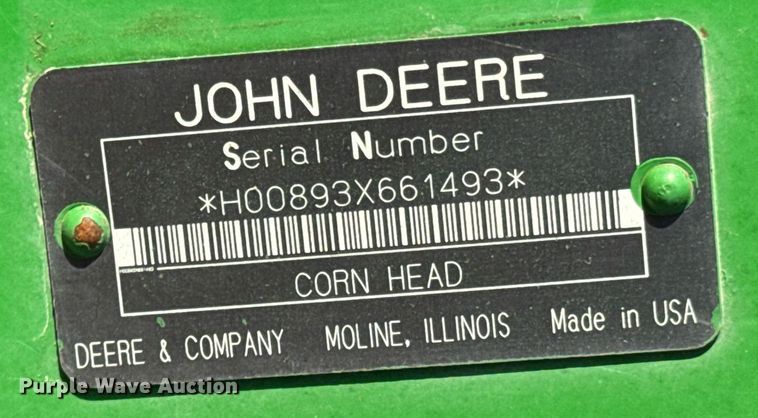 JOHN DEERE
Serial Number
*H00893X661493*
CORN HEAD
DEERE & COMPANY MOLINE, ILLINOIS Made in USA
Purple Wave Auction